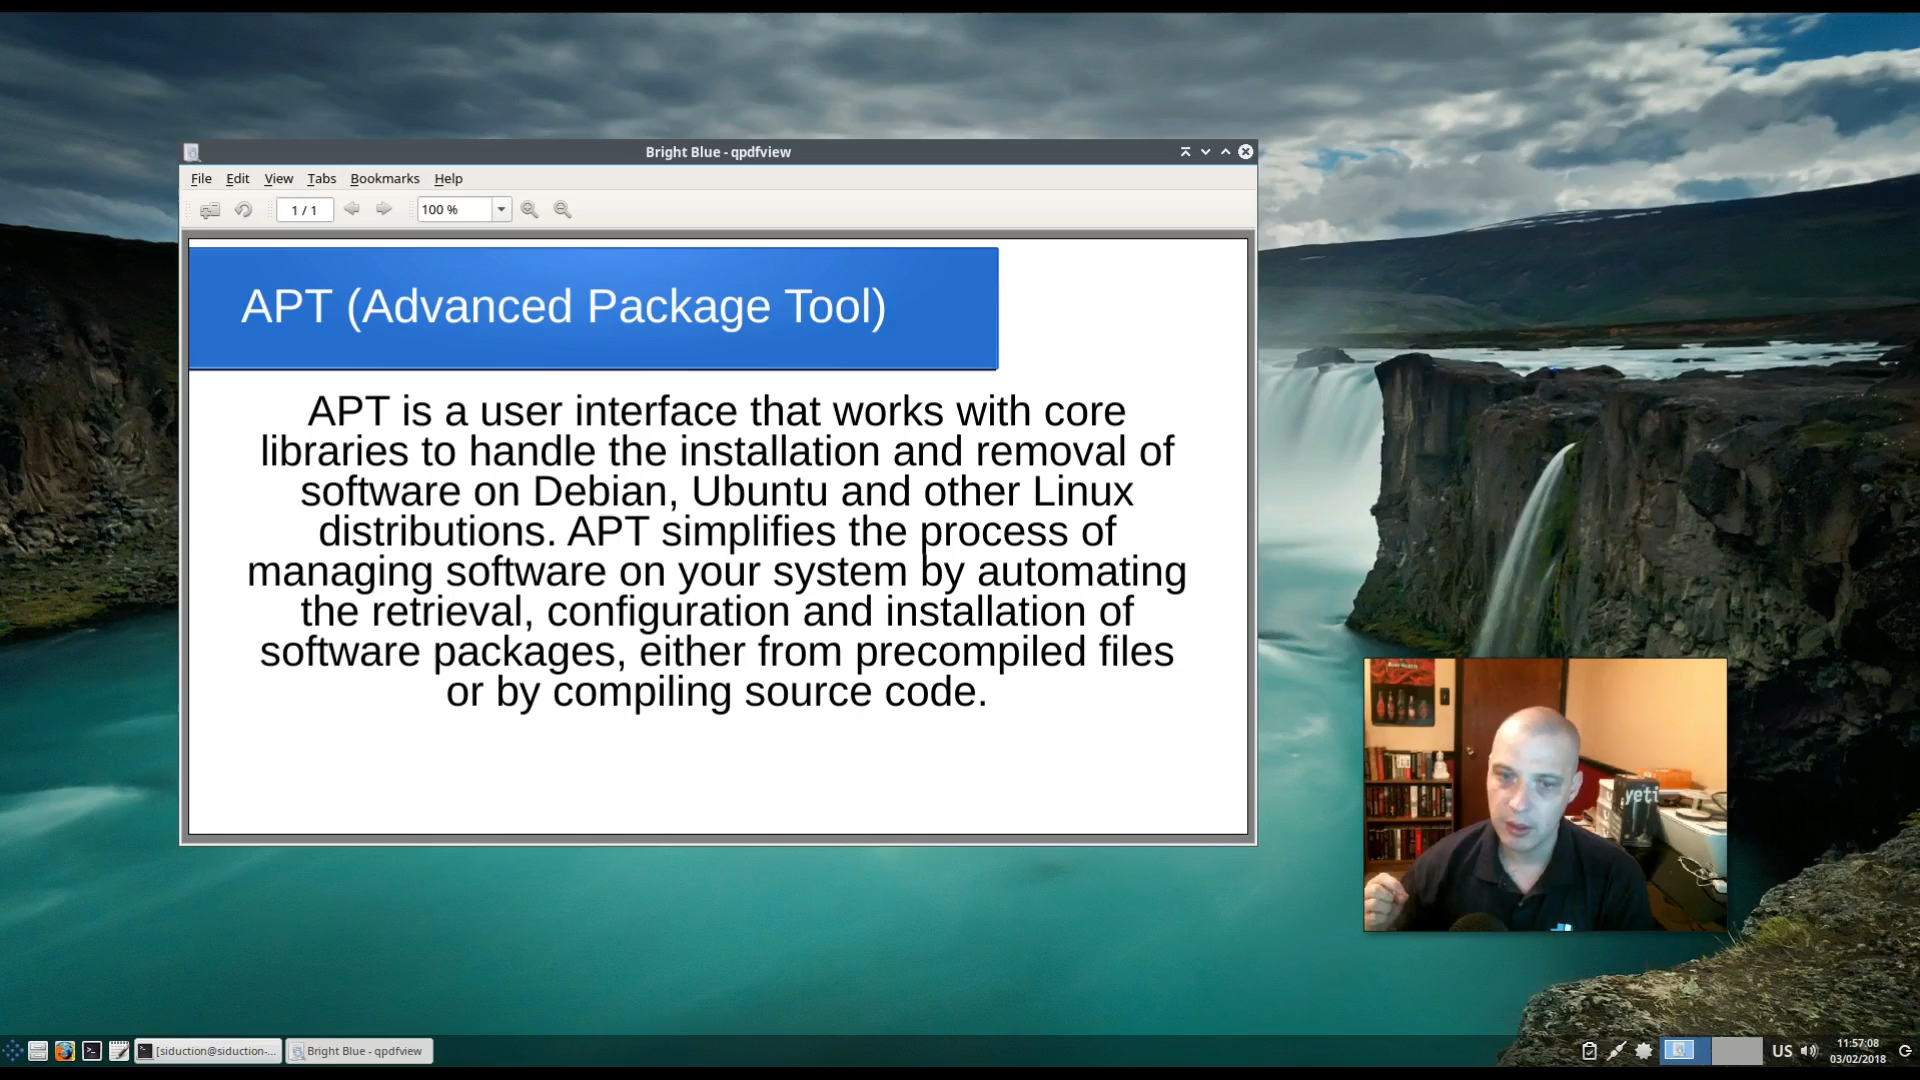 Bright Blue - qpdfview
File Edit View Tabs Bookmarks Help
1 / 1
100 %
APT (Advanced Package Tool)
APT is a user interface that works with core
libraries to handle the installation and removal of
software on Debian, Ubuntu and other Linux
distributions. APT simplifies the process of
managing software on your system by automating
the retrieval, configuration and installation of
software packages, either from precompiled files
or by compiling source code.
yeti
[siduction@siduction-...
Bright Blue - qpdfview
US
11:57:08
03/02/2018